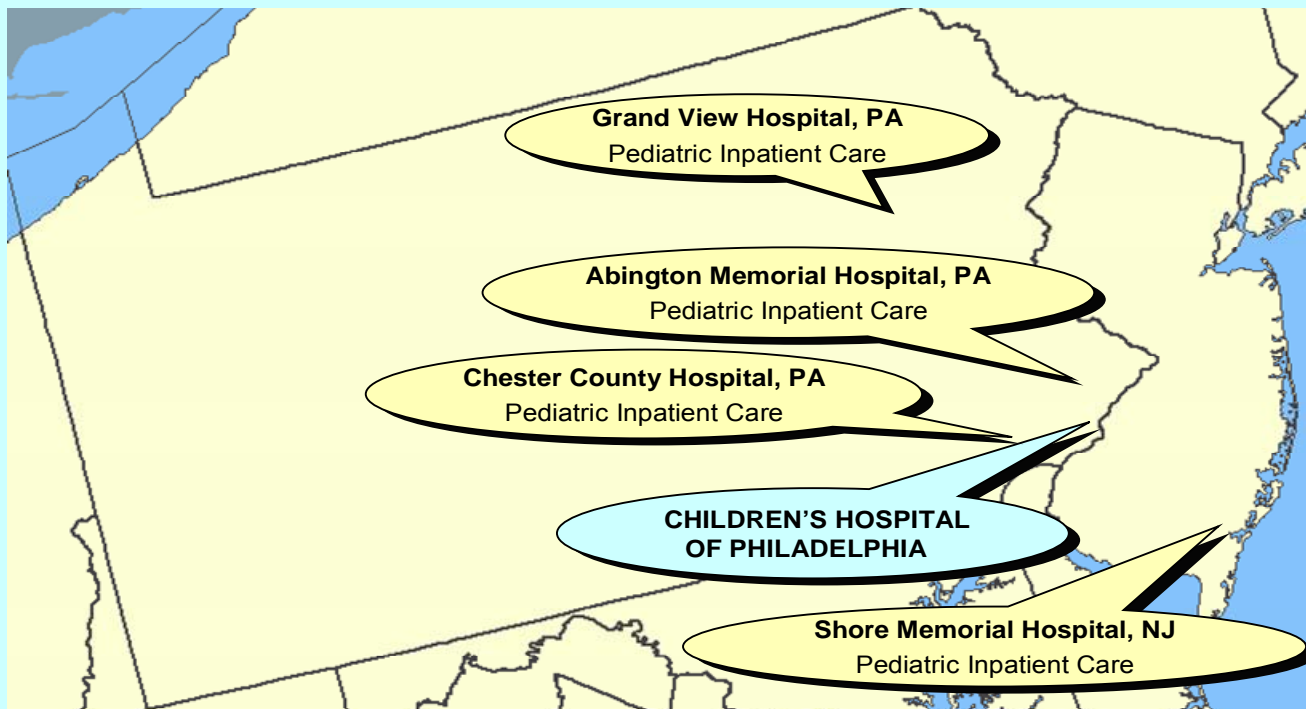 Grand View Hospital, PA
Pediatric Inpatient Care
Abington Memorial Hospital, PA
Pediatric Inpatient Care
Chester County Hospital, PA
Pediatric Inpatient Care
CHILDREN’S HOSPITAL
OF PHILADELPHIA
Shore Memorial Hospital, NJ
Pediatric Inpatient Care